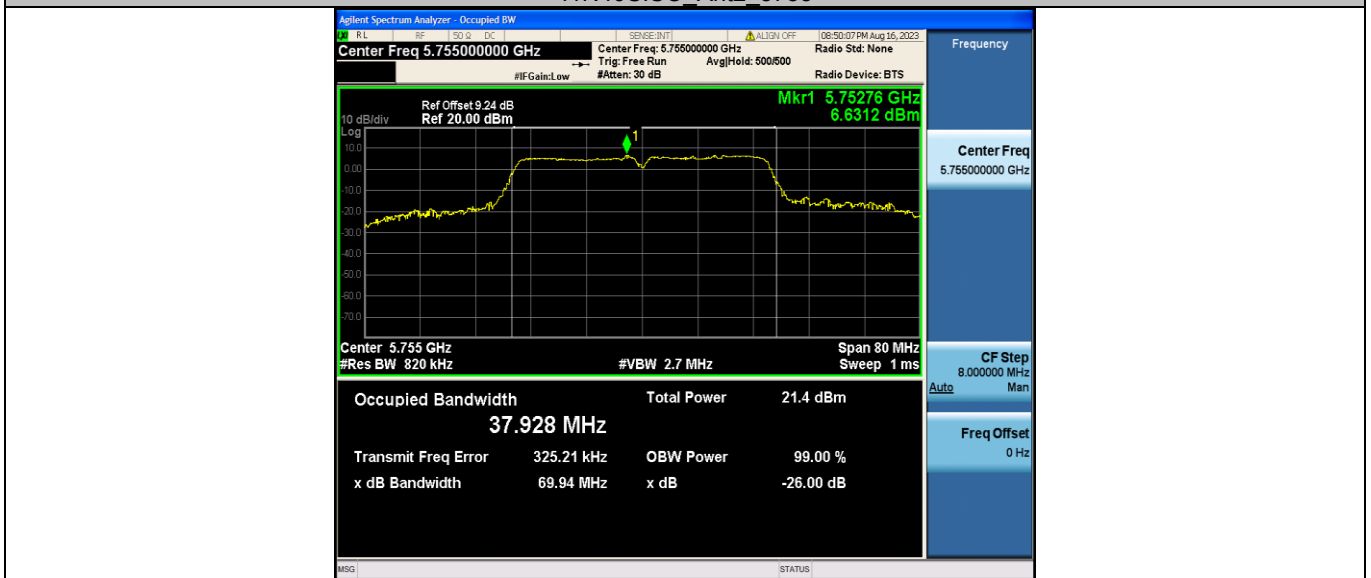 Agilent Spectrum Analyzer - Occupied BW
RL RF 50 Ω DC SENSE:INT ALIGN OFF 08:50:07 PM Aug 16, 2023
Center Freq 5.755000000 GHz
Center Freq: 5.755000000 GHz
Radio Std: None
Trig: Free Run Avg|Hold: 500/500
#IFGain:Low #Atten: 30 dB Radio Device: BTS
Ref Offset 9.24 dB
10 dB/div Ref 20.00 dBm
Mkr1 5.75276 GHz
6.6312 dBm
Log
1
10.0
0.00
-10.0
-20.0
-30.0
-40.0
-50.0
-60.0
-70.0
Center 5.755 GHz Span 80 MHz
#Res BW 820 kHz #VBW 2.7 MHz Sweep 1 ms
Occupied Bandwidth Total Power 21.4 dBm
37.928 MHz
Transmit Freq Error 325.21 kHz OBW Power 99.00 %
x dB Bandwidth 69.94 MHz x dB -26.00 dB
MSG STATUS
Frequency
Center Freq
5.755000000 GHz
CF Step
8.000000 MHz
Auto Man
Freq Offset
0 Hz